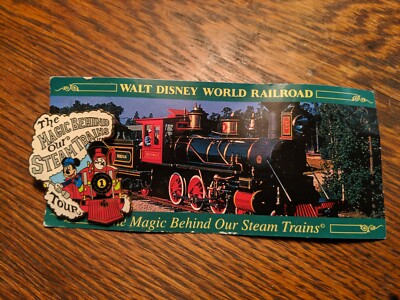 WALT DISNEY WORLD RAILROAD
The
MAGIC BEHIND
Our
STEAM TRAINS
1
TOUR
The Magic Behind Our Steam Trains©